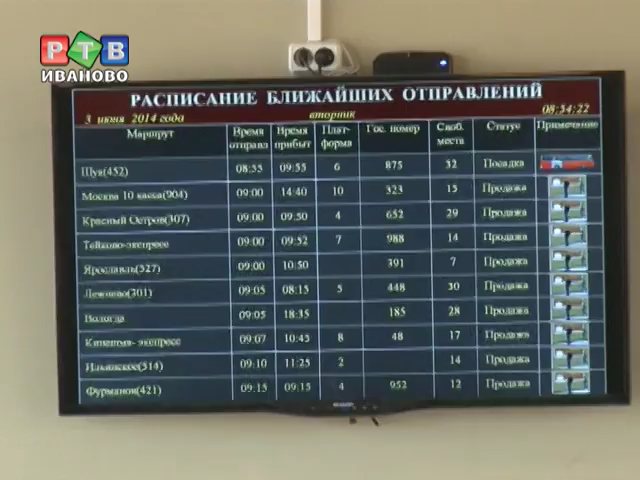 РТВ
ИВАНОВО
РАСПИСАНИЕ БЛИЖАЙШИХ ОТПРАВЛЕНИЙ
3 июня 2014 года вторник 08:54:22
Маршрут Время отправл Время прибыт Плат-форма Гос. номер Своб. места Статус Примечание
Шуя(452) 08:55 09:55 6 875 32 Посадка
Москва 10 касса(904) 09:00 14:40 10 323 15 Продажа
Красный Остров(307) 09:00 09:50 4 652 29 Продажа
Тейково-экспресс 09:00 09:52 7 988 14 Продажа
Ярославль(527) 09:00 10:50 391 7 Продажа
Лежнево(301) 09:05 08:15 5 448 30 Продажа
Вологда 09:05 18:35 185 28 Продажа
Кинешма- экспресс 09:07 10:45 8 48 17 Продажа
Ильинское(514) 09:10 11:25 2 14 Продажа
Фурманов(421) 09:15 09:15 4 952 12 Продажа